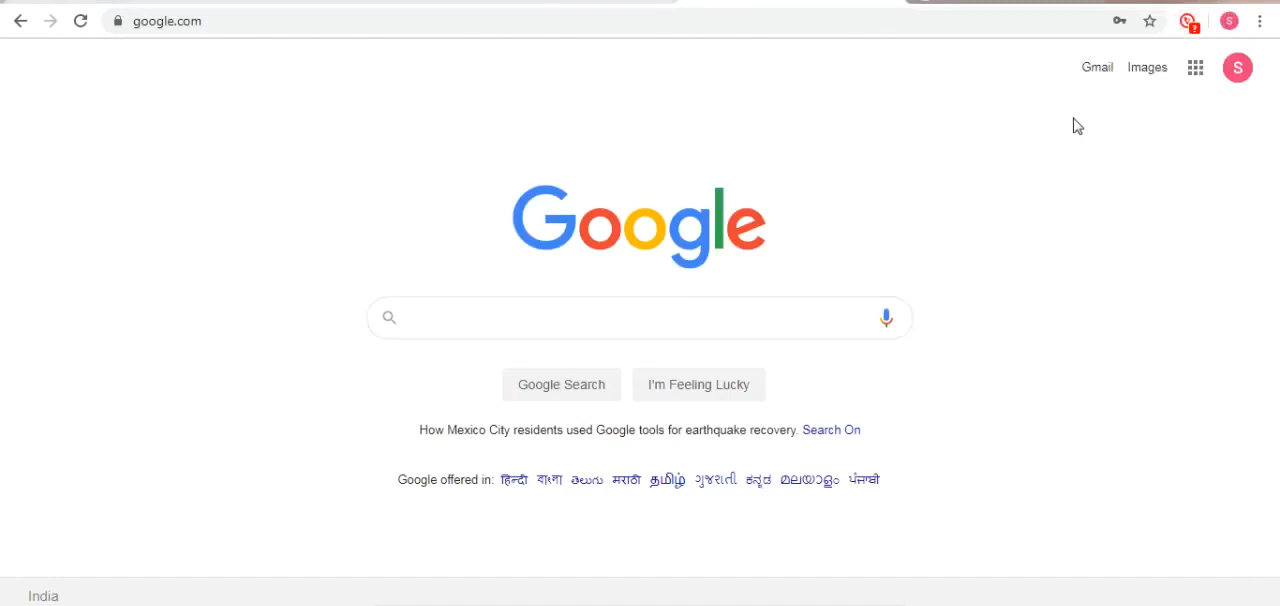 google.com
?
S
Gmail Images
S
Google
Google Search I'm Feeling Lucky
How Mexico City residents used Google tools for earthquake recovery. Search On
Google offered in: हिन्दी বাংলা తెలుగు मराठी தமிழ் ગુજરાતી ಕನ್ನಡ മലയാളം ਪੰਜਾਬੀ
India